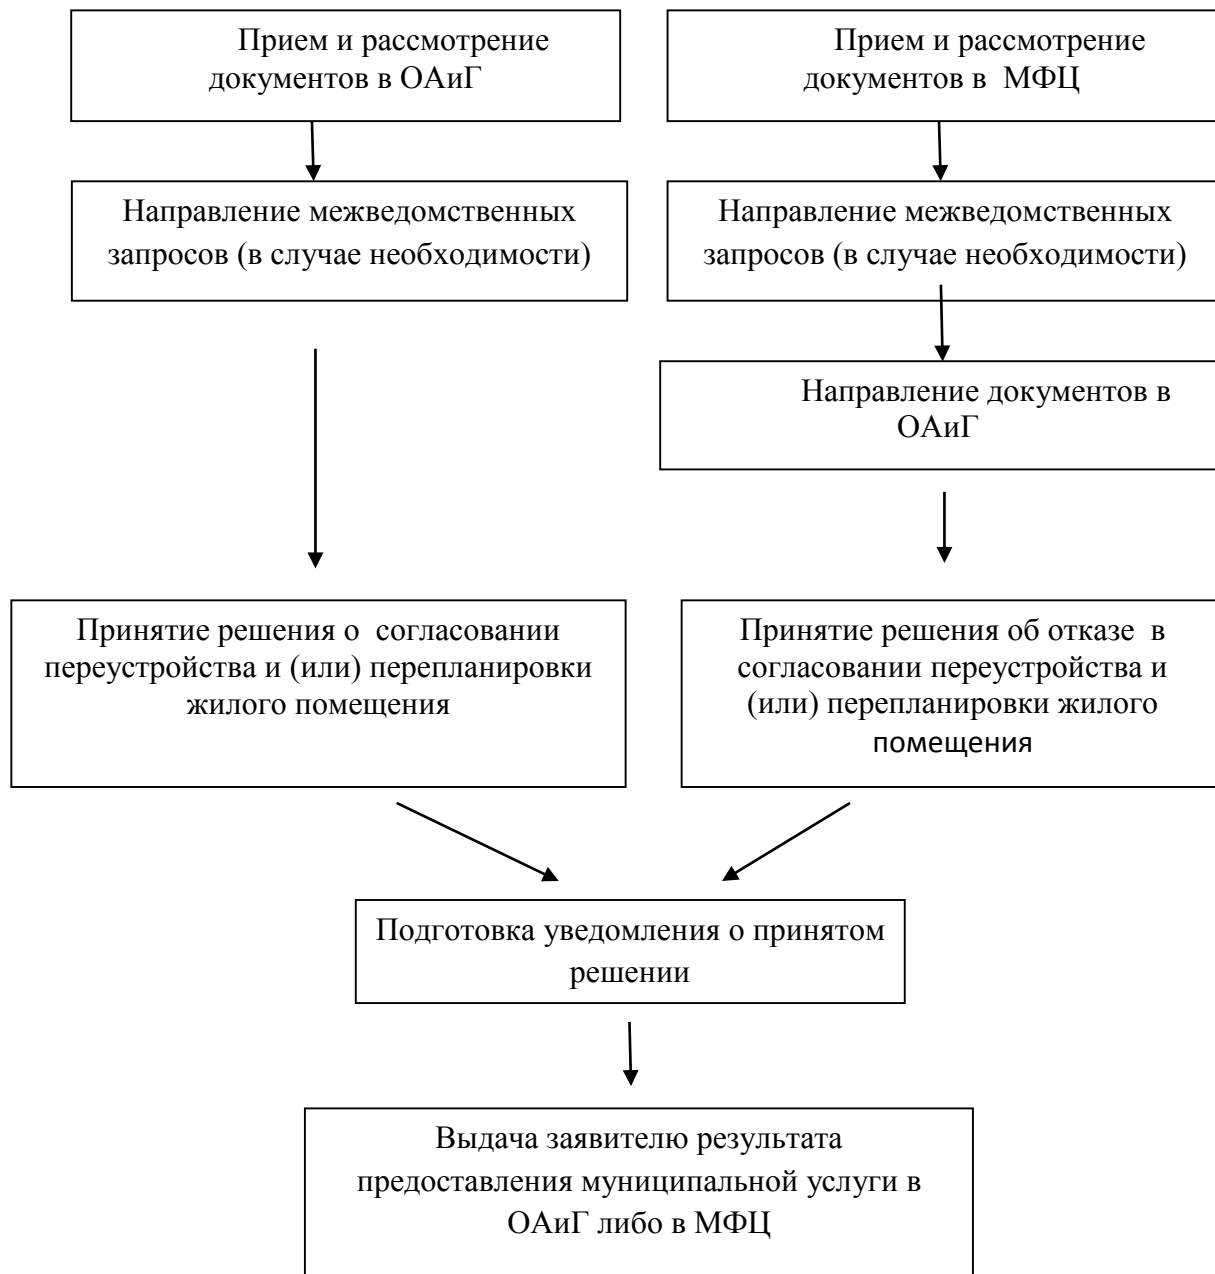 Прием и рассмотрение
документов в ОАиГ
Прием и рассмотрение
документов в МФЦ
Направление межведомственных
запросов (в случае необходимости)
Направление межведомственных
запросов (в случае необходимости)
Направление документов в
ОАиГ
Принятие решения о согласовании
переустройства и (или) перепланировки
жилого помещения
Принятие решения об отказе в
согласовании переустройства и
(или) перепланировки жилого
помещения
Подготовка уведомления о принятом
решении
Выдача заявителю результата
предоставления муниципальной услуги в
ОАиГ либо в МФЦ